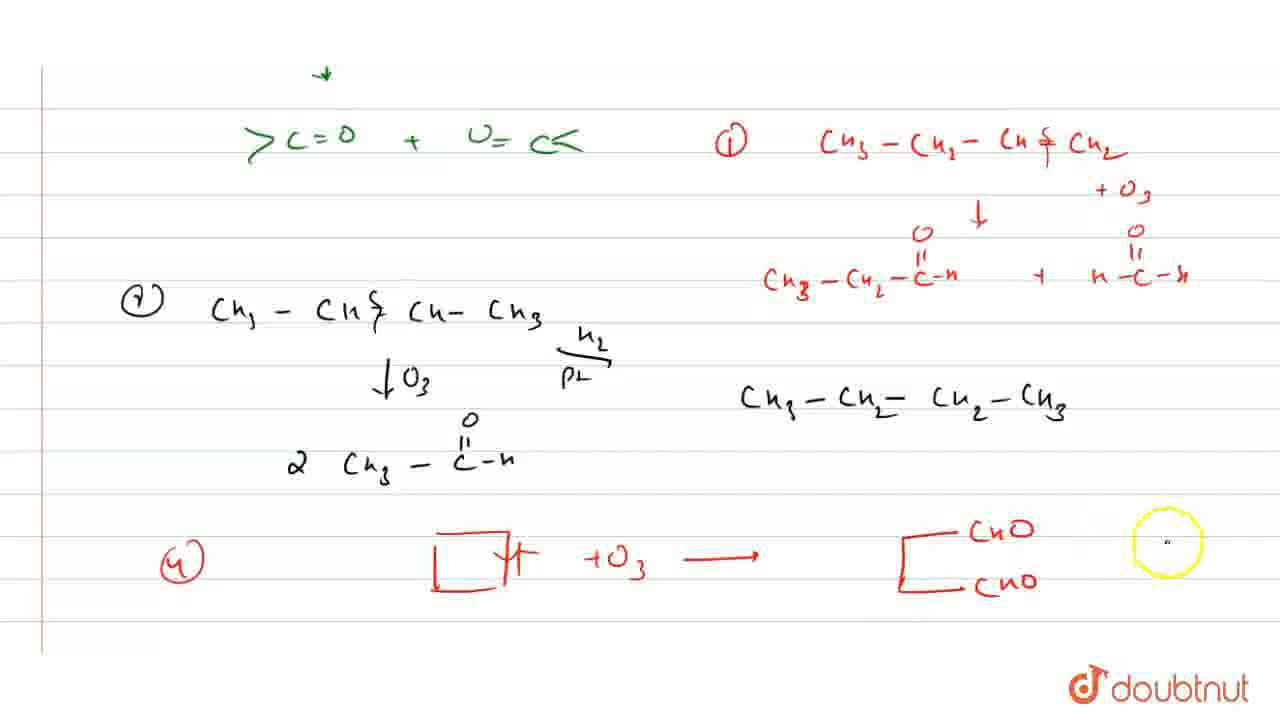 >C=O + O=C<
① CH3 - CH2 - CH = CH2
+ O3
O O
CH3 - CH2 - C - H + H - C - H
② CH3 - CH = CH - CH3
H2
Pt
O3
CH3 - CH2 - CH2 - CH3
O
2 CH3 - C - H
④ + O3 → CHO
CHO
doubtnut